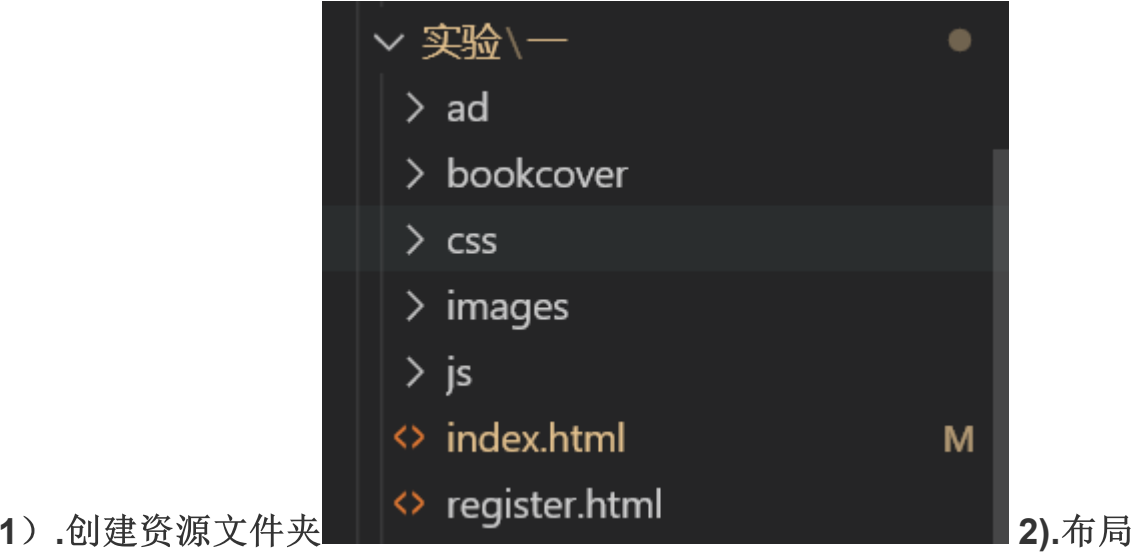 实验\一
ad
bookcover
css
images
js
index.html M
register.html
1）.创建资源文件夹 2).布局